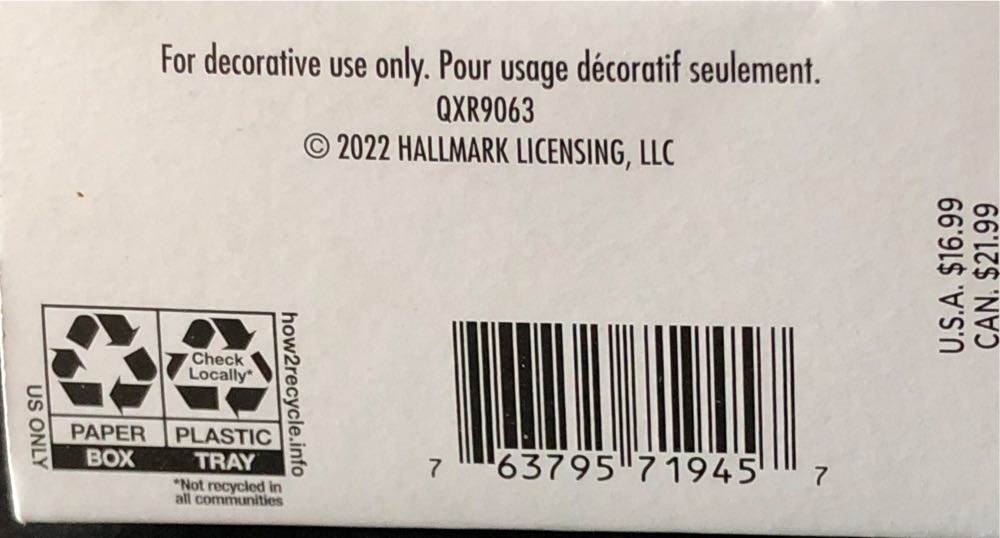 For decorative use only. Pour usage décoratif seulement.
QXR9063
© 2022 HALLMARK LICENSING, LLC
U.S.A. $16.99
CAN. $21.99
US ONLY
Check
Locally*
PAPER
BOX
PLASTIC
TRAY
*Not recycled in
all communities
how2recycle.info
7 63795 71945 7